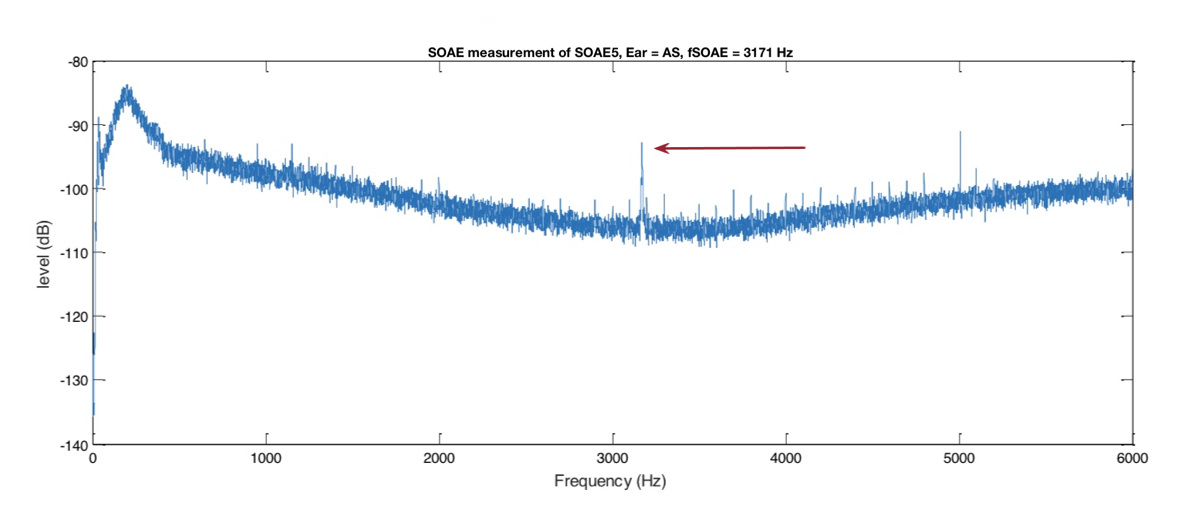 SOAE measurement of SOAE5, Ear = AS, fSOAE = 3171 Hz
-80
-90
-100
-110
-120
-130
-140
level (dB)
0 1000 2000 3000 4000 5000 6000
Frequency (Hz)